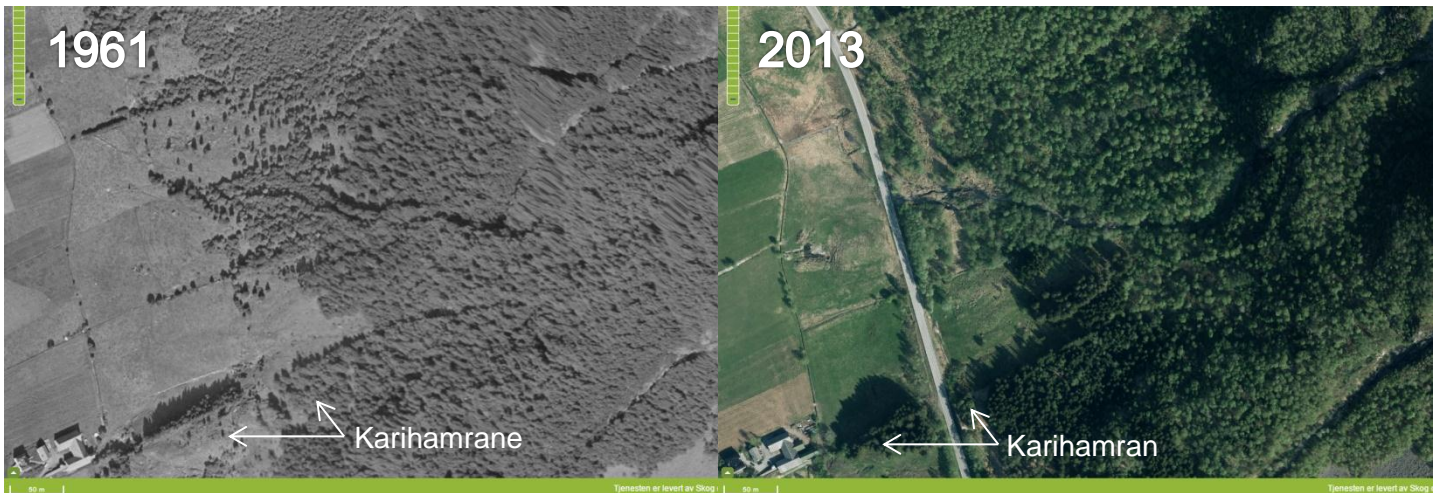 1961
2013
Karihamrane
Karihamran
50 m
Tjenesten er levert av Skog
50 m
Tjenesten er levert av Skog